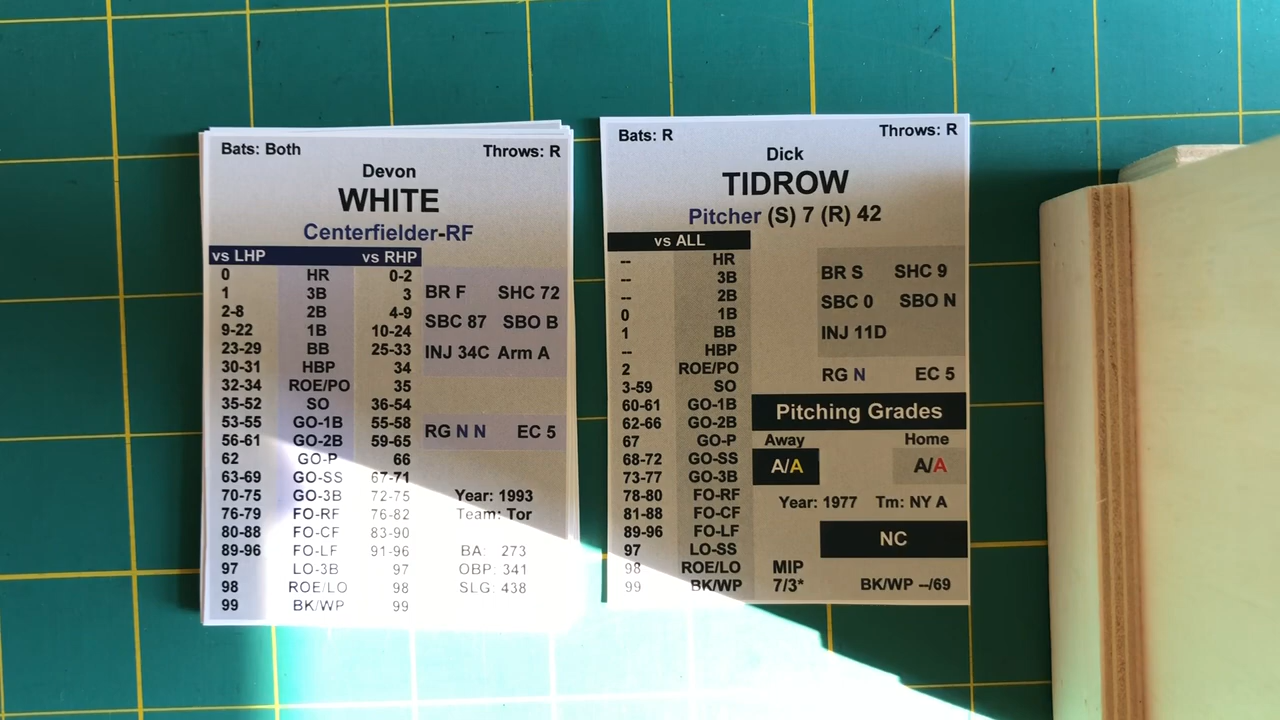 Bats: Both Throws: R
Devon
WHITE
Centerfielder-RF
vs LHP vs RHP
0 HR 0-2
1 3B 3
2-8 2B 4-9
9-22 1B 10-24
23-29 BB 25-33
30-31 HBP 34
32-34 ROE/PO 35
35-52 SO 36-54
53-55 GO-1B 55-58
56-61 GO-2B 59-65
62 GO-P 66
63-69 GO-SS 67-71
70-75 GO-3B 72-75
76-79 FO-RF 76-82
80-88 FO-CF 83-90
89-96 FO-LF 91-96
97 LO-3B 97
98 ROE/LO 98
99 BK/WP 99
BR F SHC 72
SBC 87 SBO B
INJ 34C Arm A
RG N N EC 5
Year: 1993
Team: Tor
BA: 273
OBP: 341
SLG: 438
Bats: R Throws: R
Dick
TIDROW
Pitcher (S) 7 (R) 42
vs ALL
-- HR
-- 3B
-- 2B
0 1B
1 BB
-- HBP
2 ROE/PO
3-59 SO
60-61 GO-1B
62-66 GO-2B
67 GO-P
68-72 GO-SS
73-77 GO-3B
78-80 FO-RF
81-88 FO-CF
89-96 FO-LF
97 LO-SS
98 ROE/LO
99 BK/WP
BR S SHC 9
SBC 0 SBO N
INJ 11D
RG N EC 5
Pitching Grades
Away Home
A/A A/A
Year: 1977 Tm: NY A
NC
MIP
7/3* BK/WP --/69